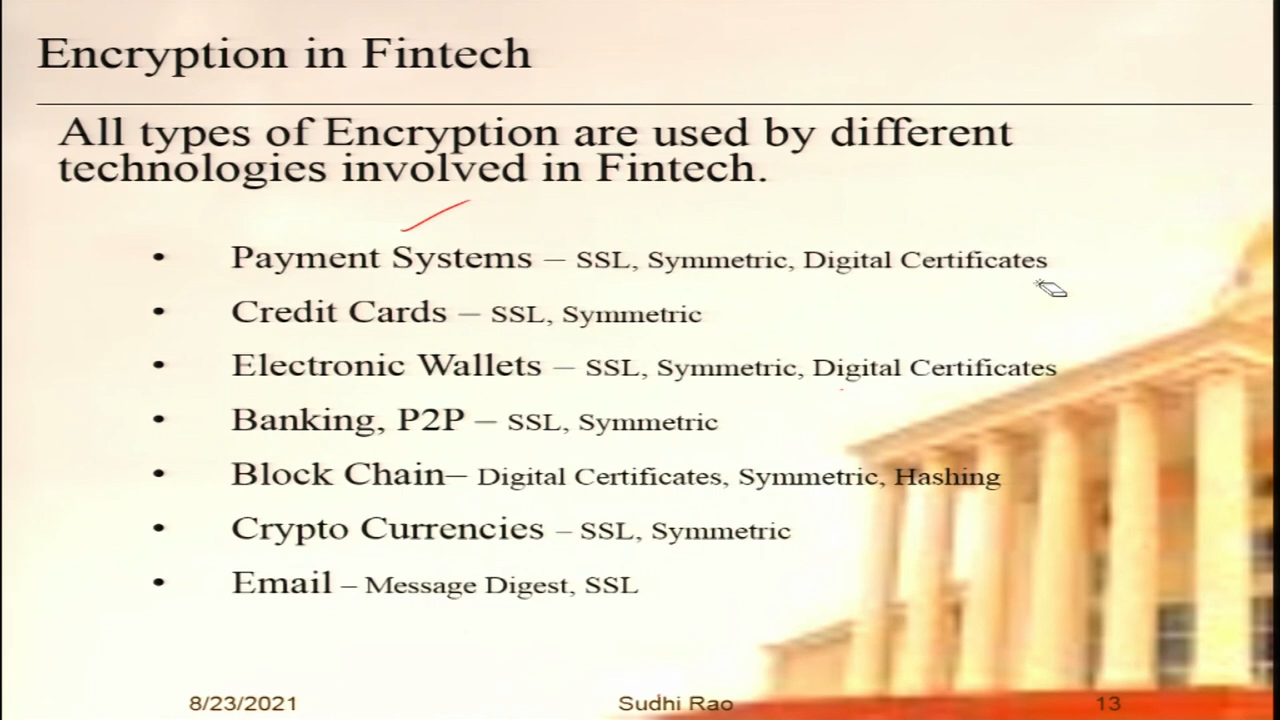 Encryption in Fintech
All types of Encryption are used by different
technologies involved in Fintech.
• Payment Systems – SSL, Symmetric, Digital Certificates
• Credit Cards – SSL, Symmetric
• Electronic Wallets – SSL, Symmetric, Digital Certificates
• Banking, P2P – SSL, Symmetric
• Block Chain– Digital Certificates, Symmetric, Hashing
• Crypto Currencies – SSL, Symmetric
• Email – Message Digest, SSL
8/23/2021 Sudhi Rao 13